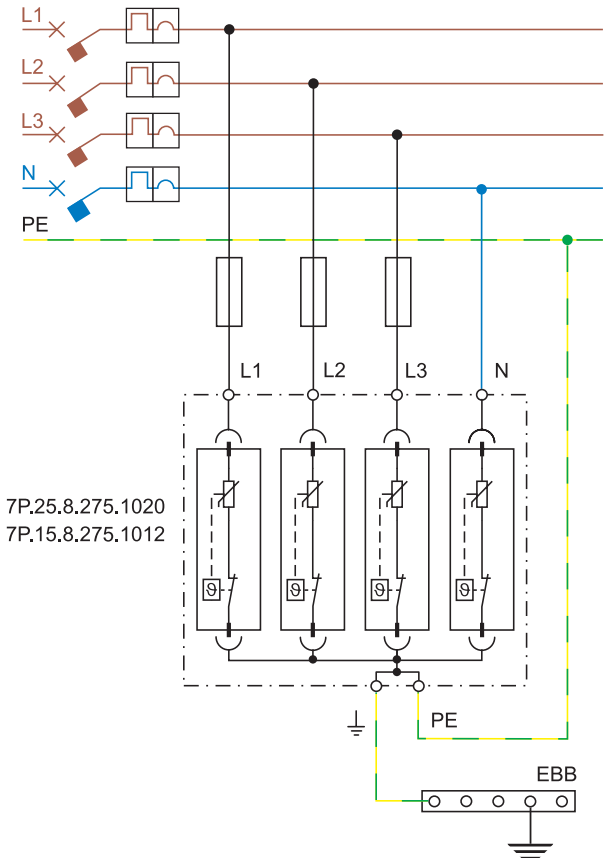 L1
L2
L3
N
PE
L1 L2 L3 N
7P.25.8.275.1020
7P.15.8.275.1012
ϑ ϑ ϑ ϑ
PE
EBB